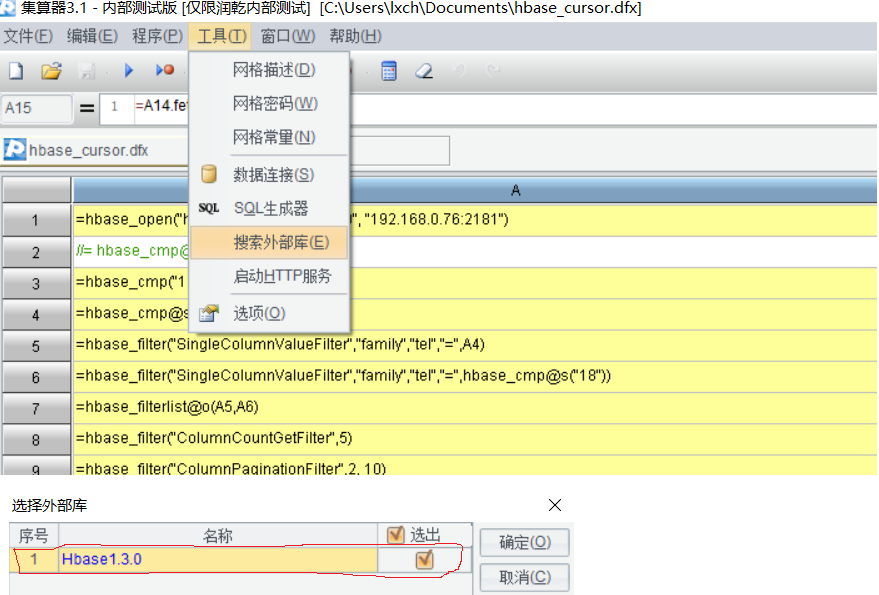 集算器3.1 - 内部测试版 [仅限润乾内部测试] [C:\Users\lxch\Documents\hbase_cursor.dfx]
文件(F) 编辑(E) 程序(P) 工具(T) 窗口(W) 帮助(H)
网格描述(D)
A15 = 1 =A14.fe
网格密码(W)
网格常量(N)
hbase_cursor.dfx
数据连接(S)
A
SQL SQL生成器
1 =hbase_open("h , "192.168.0.76:2181")
搜索外部库(E)
2 //= hbase_cmp@
启动HTTP服务
3 =hbase_cmp("1
选项(O)
4 =hbase_cmp@s
5 =hbase_filter("SingleColumnValueFilter","family","tel","=",A4)
6 =hbase_filter("SingleColumnValueFilter","family","tel","=",hbase_cmp@s("18"))
7 =hbase_filterlist@o(A5,A6)
8 =hbase_filter("ColumnCountGetFilter",5)
9 =hbase_filter("ColumnPaginationFilter",2, 10)
选择外部库
序号 名称 选出
确定(O)
1 Hbase1.3.0
取消(C)